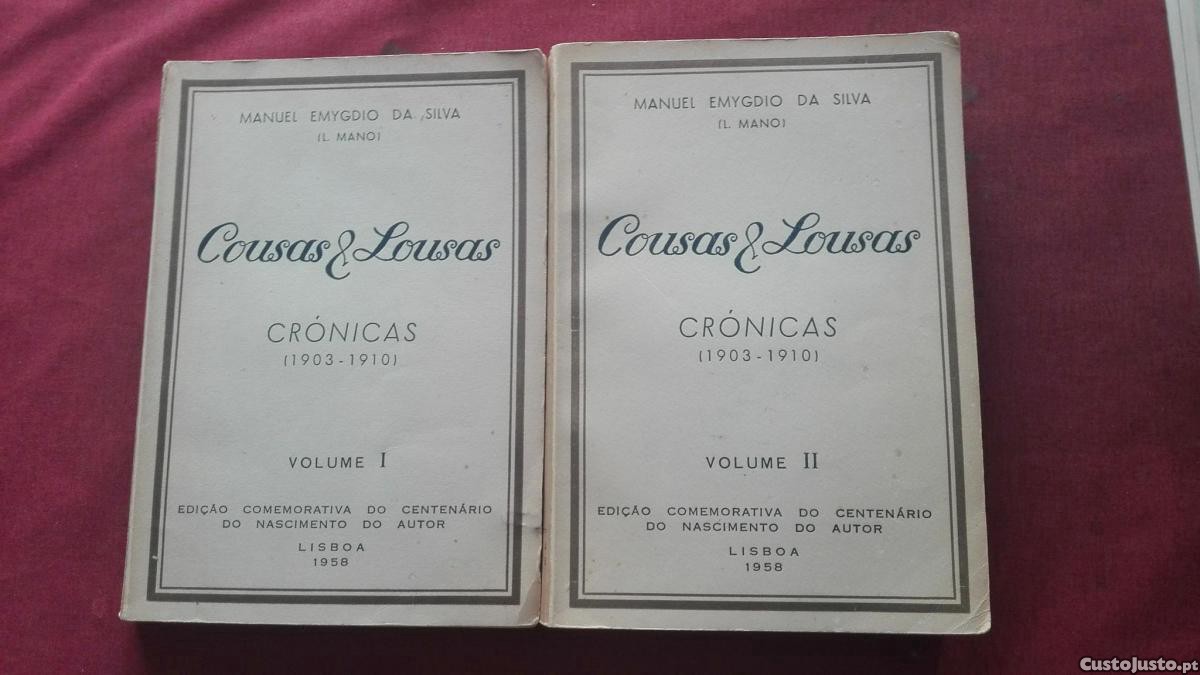 MANUEL EMYGDIO DA SILVA
(L. MANO)
Cousas & Lousas
CRÓNICAS
(1903-1910)
VOLUME I
EDIÇÃO COMEMORATIVA DO CENTENÁRIO
DO NASCIMENTO DO AUTOR
LISBOA
1958
MANUEL EMYGDIO DA SILVA
(L. MANO)
Cousas & Lousas
CRÓNICAS
(1903-1910)
VOLUME II
EDIÇÃO COMEMORATIVA DO CENTENÁRIO
DO NASCIMENTO DO AUTOR
LISBOA
1958
CustoJusto.pt